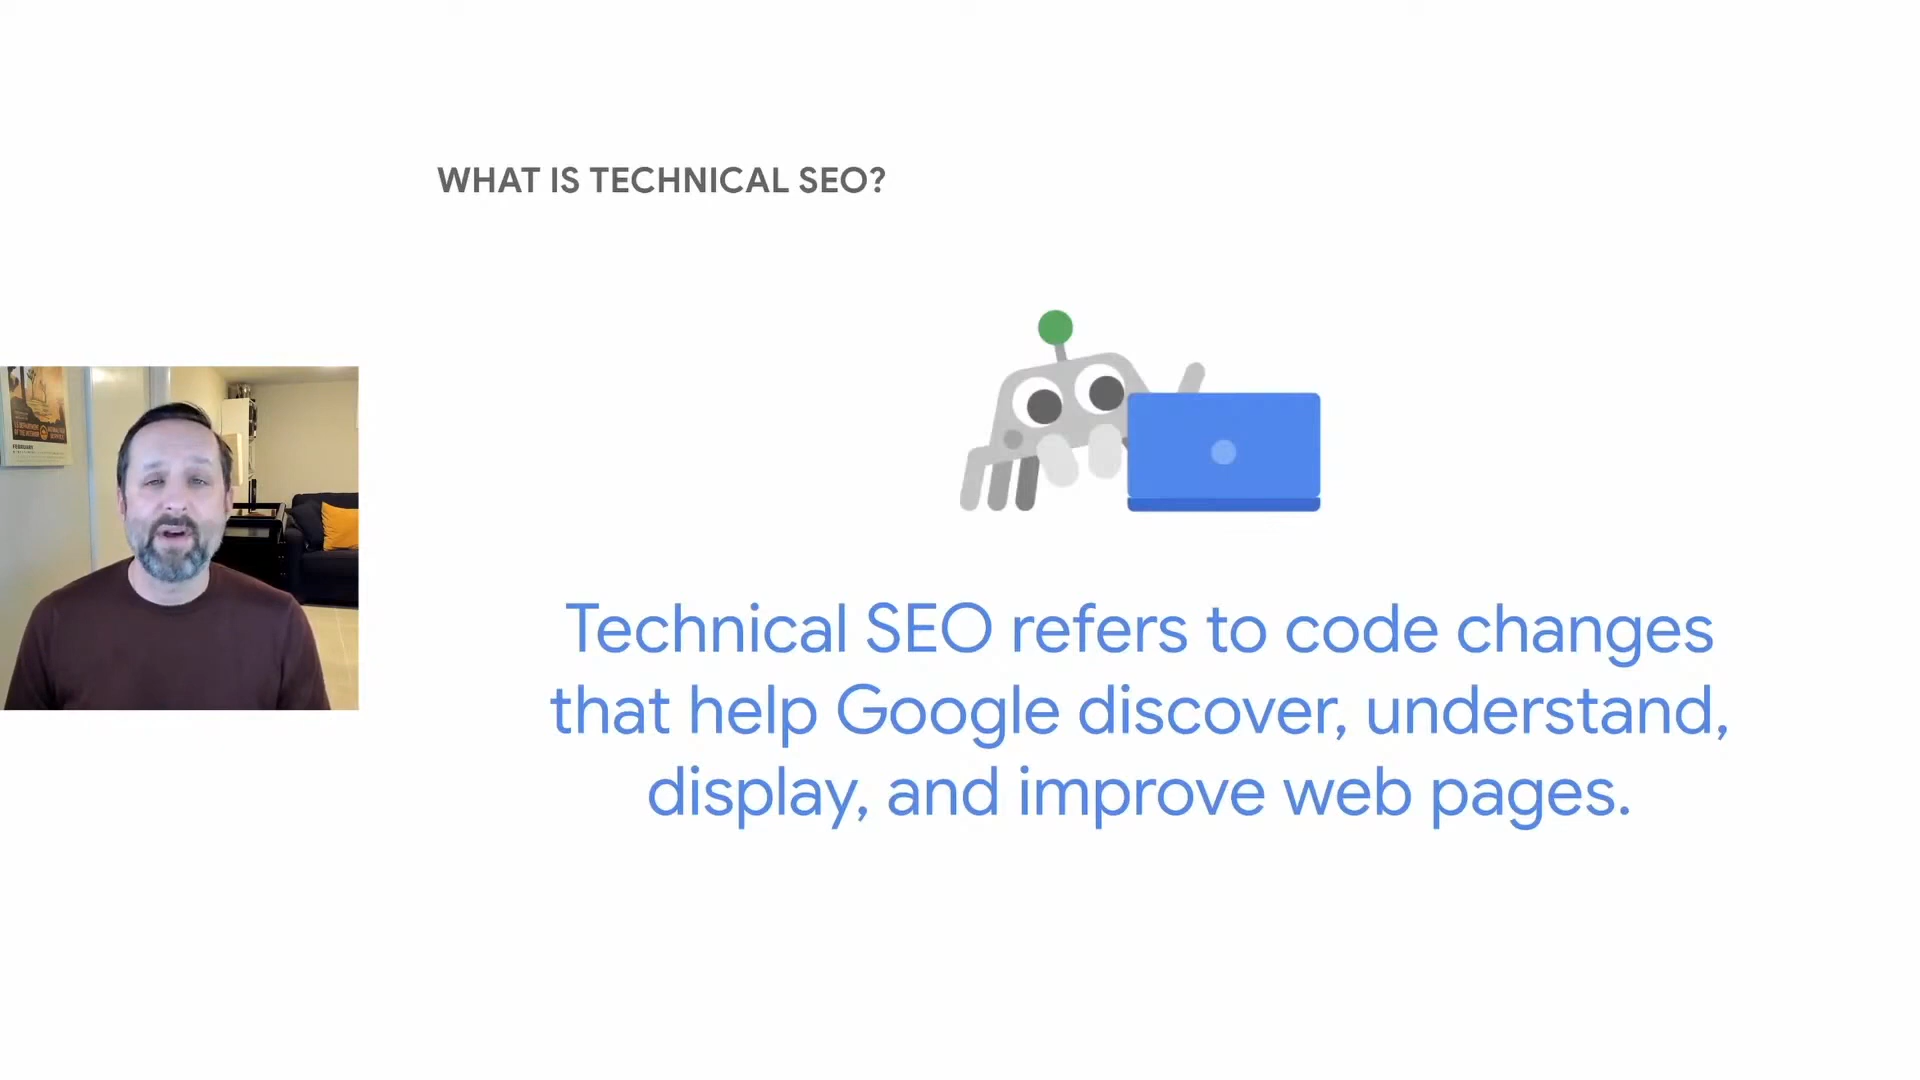 WHAT IS TECHNICAL SEO?
Technical SEO refers to code changes
that help Google discover, understand,
display, and improve web pages.
FEBRUARY